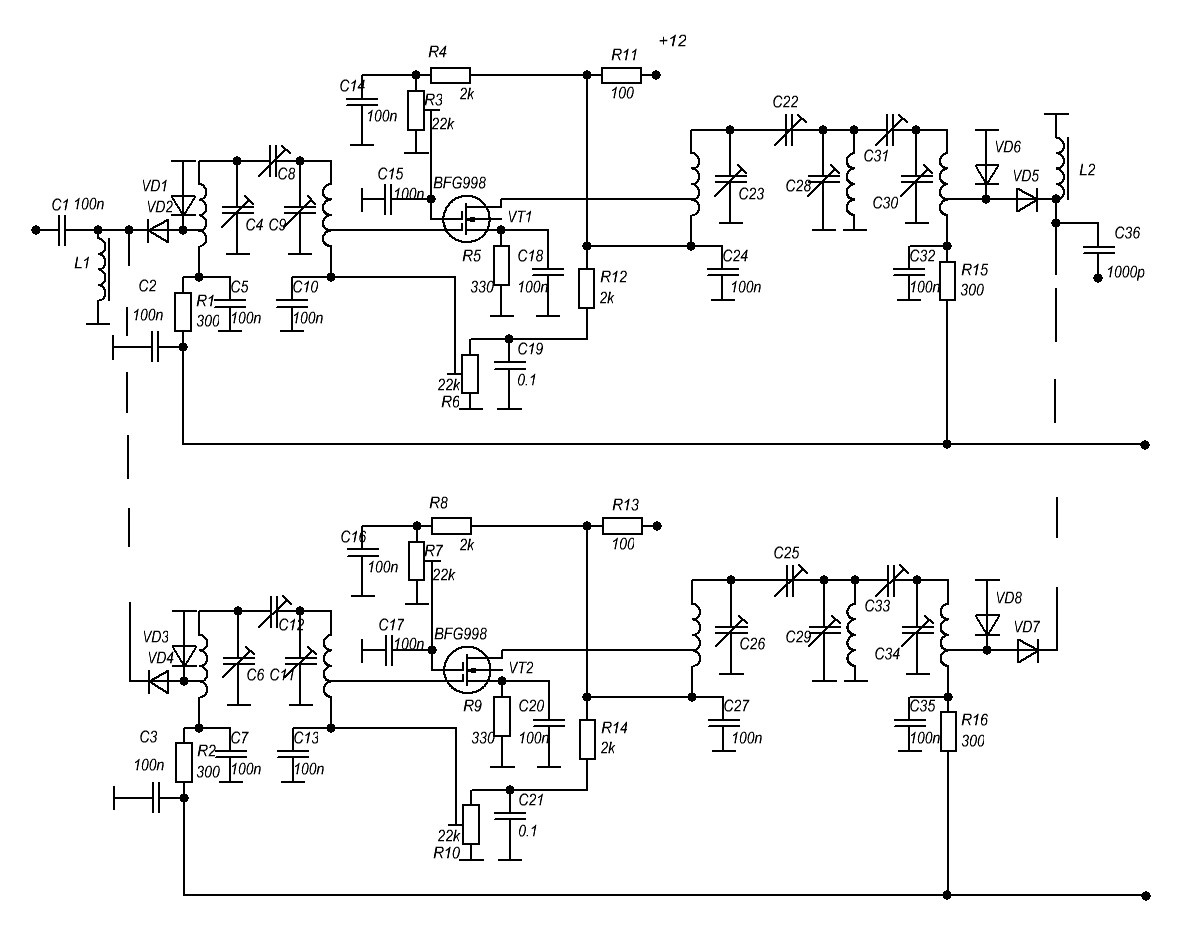 +12
R4
R11
2k
100
C14
100n
R3
22k
C22
C31
VD6
C8
C15
100n
BFG998
VD1
VD2
C1 100n
C4
C9
VT1
C23
C28
C30
VD5
L2
L1
C2
100n
R1
300
C5
100n
C10
100n
R5
330
C18
100n
R12
2k
C24
100n
C32
100n
R15
300
C36
1000p
C19
0.1
22k
R6
R8
R13
2k
100
C16
100n
R7
22k
C25
C33
VD8
C12
C17
100n
BFG998
VD3
VD4
C6
C11
VT2
C26
C29
C34
VD7
C3
100n
R2
300
C7
100n
C13
100n
R9
330
C20
100n
R14
2k
C27
100n
C35
100n
R16
300
C21
0.1
22k
R10